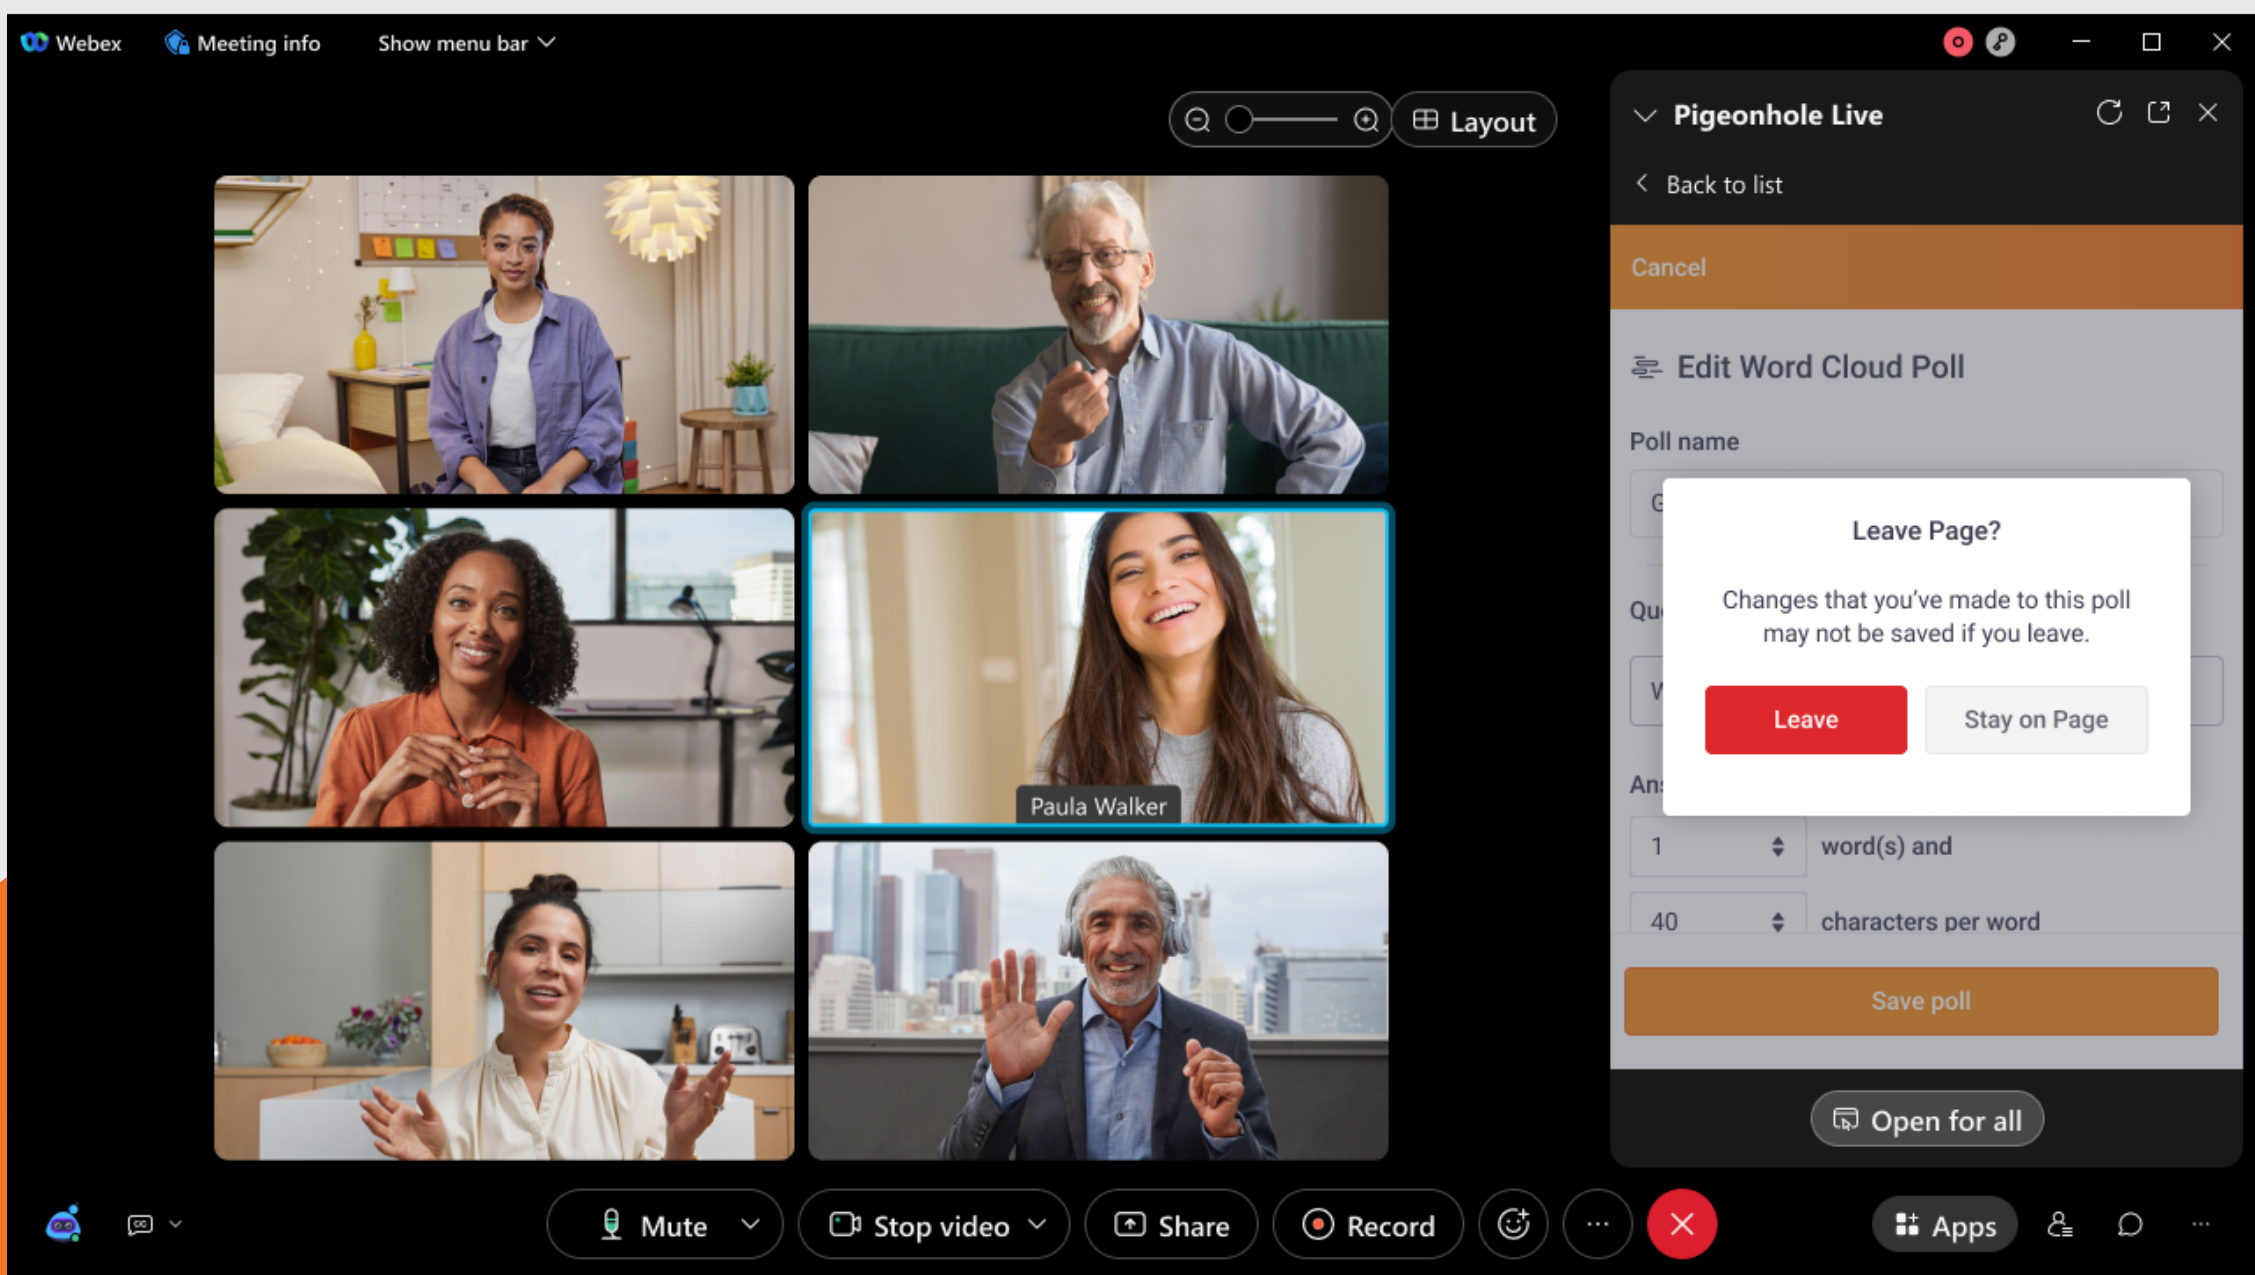 Webex
Meeting info
Show menu bar
Layout
Pigeonhole Live
Back to list
Cancel
Edit Word Cloud Poll
Poll name
Leave Page?
Changes that you've made to this poll
may not be saved if you leave.
Leave
Stay on Page
1
word(s) and
40
characters per word
Save poll
Open for all
Paula Walker
Mute
Stop video
Share
Record
Apps